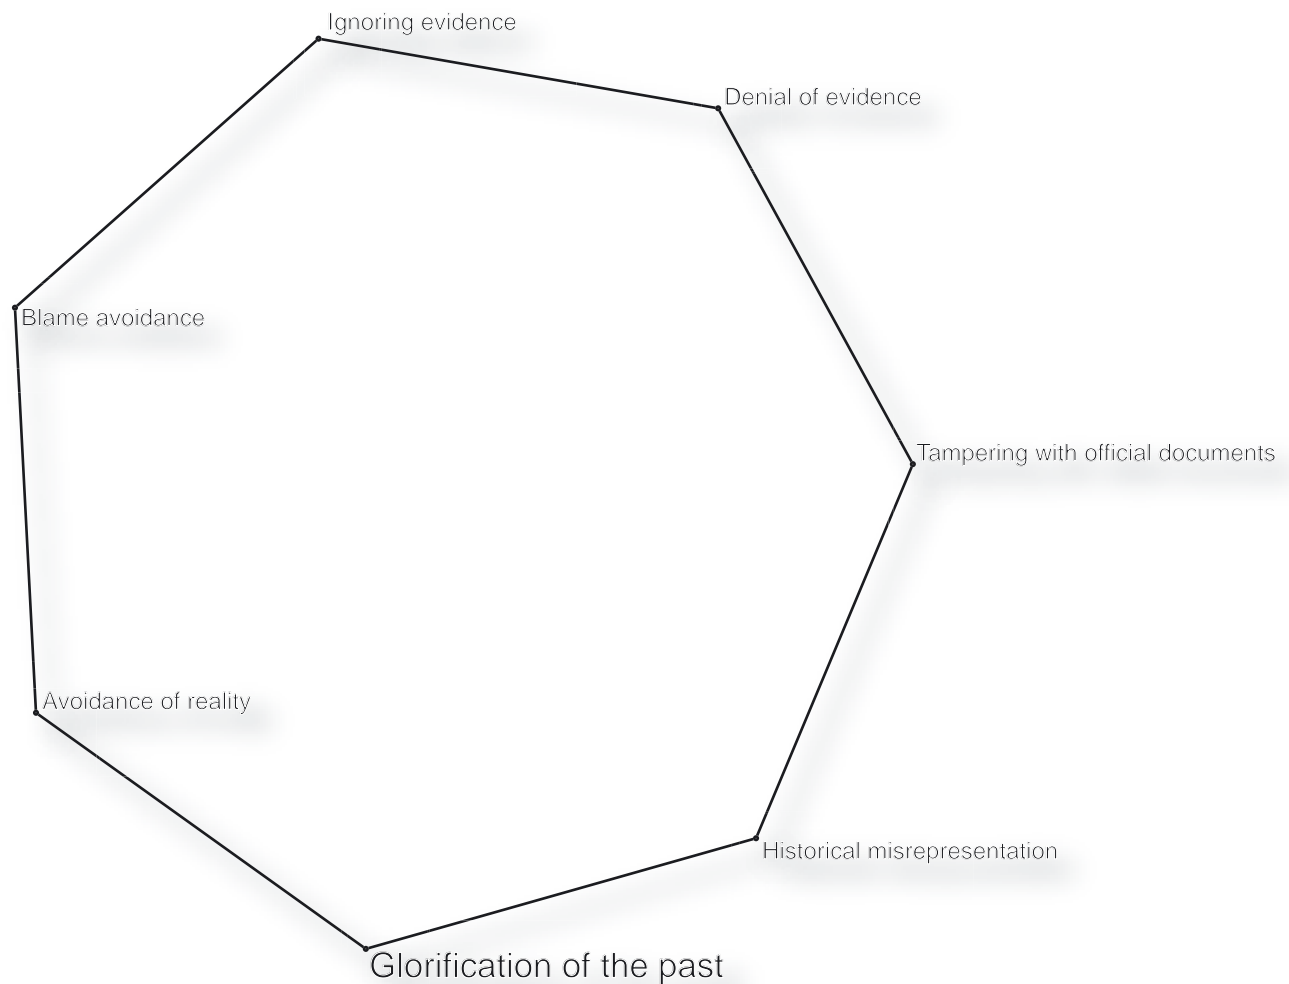 Ignoring evidence
Denial of evidence
Blame avoidance
Tampering with official documents
Avoidance of reality
Historical misrepresentation
Glorification of the past